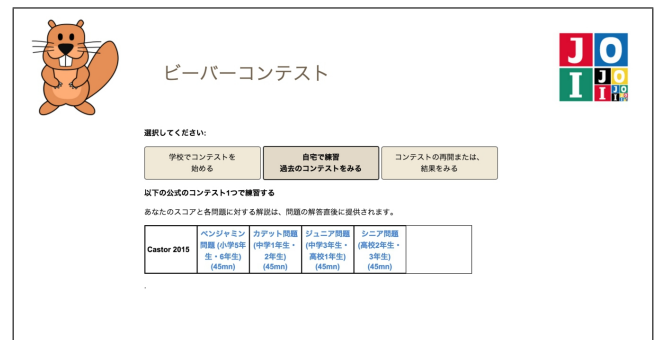 ビーバーコンテスト
JO
I JO
I
選択してください:
学校でコンテストを
始める
自宅で練習
過去のコンテストをみる
コンテストの再開または、
結果をみる
以下の公式のコンテスト1つで練習する
あなたのスコアと各問題に対する解説は、問題の解答直後に提供されます。
Castor 2015
ベンジャミン
問題 (小学5年
生・6年生)
(45mn)
カデット問題
(中学1年生・
2年生)
(45mn)
ジュニア問題
(中学3年生・
高校1年生)
(45mn)
シニア問題
(高校2年生・
3年生)
(45mn)
.